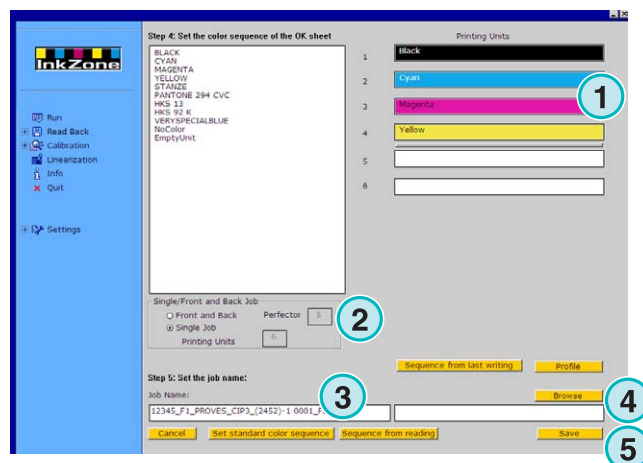 Step 4: Set the color sequence of the OK sheet
Printing Units
InkZone
BLACK
CYAN
MAGENTA
YELLOW
STANZE
PANTONE 294 CVC
HKS 13
HKS 92 K
VERYSPECIALBLUE
NoColor
EmptyUnit
1 Black
2 Cyan
3 Magenta
4 Yellow
5
6
1
Run
Read Back
Calibration
Linearization
Info
Quit
Settings
Single/Front and Back Job
Front and Back Perfector 5
Single Job
Printing Units 6
2
Sequence from last writing Profile
Step 5: Set the job name:
Job Name:
3
Browse
4
12345_F1_PROVES_CIP3_(2452)-1 0001_F
Cancel Set standard color sequence Sequence from reading Save
5